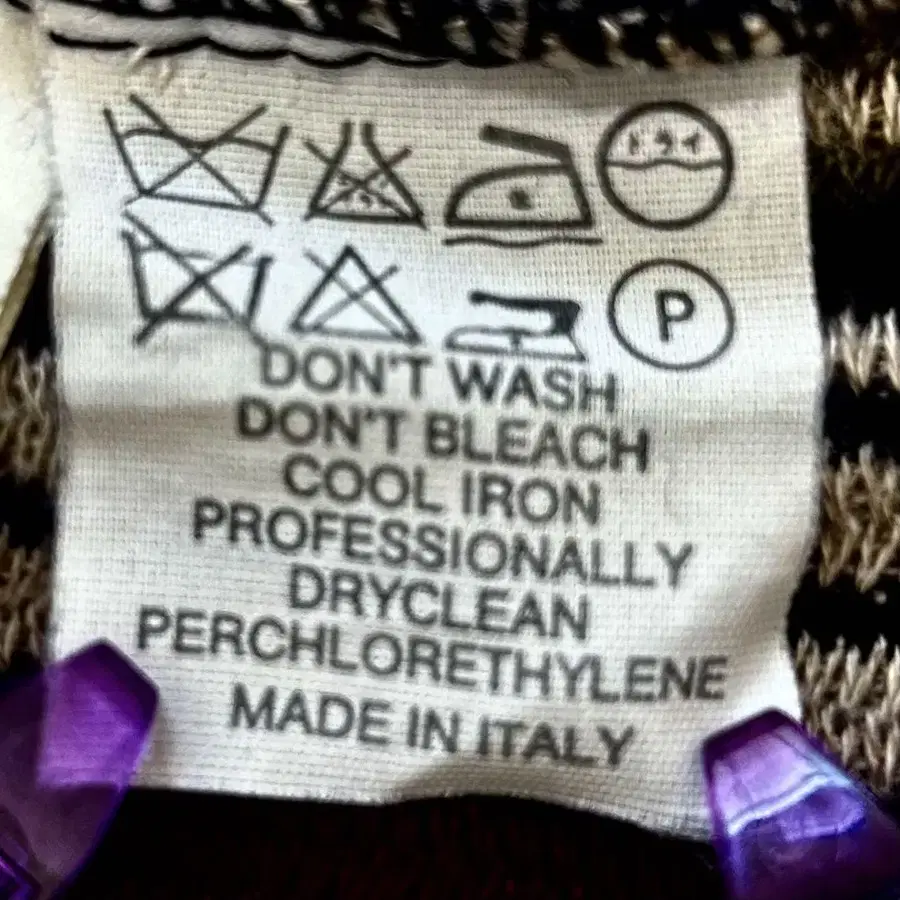 ドライ
P
DON'T WASH
DON'T BLEACH
COOL IRON
PROFESSIONALLY
DRYCLEAN
PERCHLORETHYLENE
MADE IN ITALY